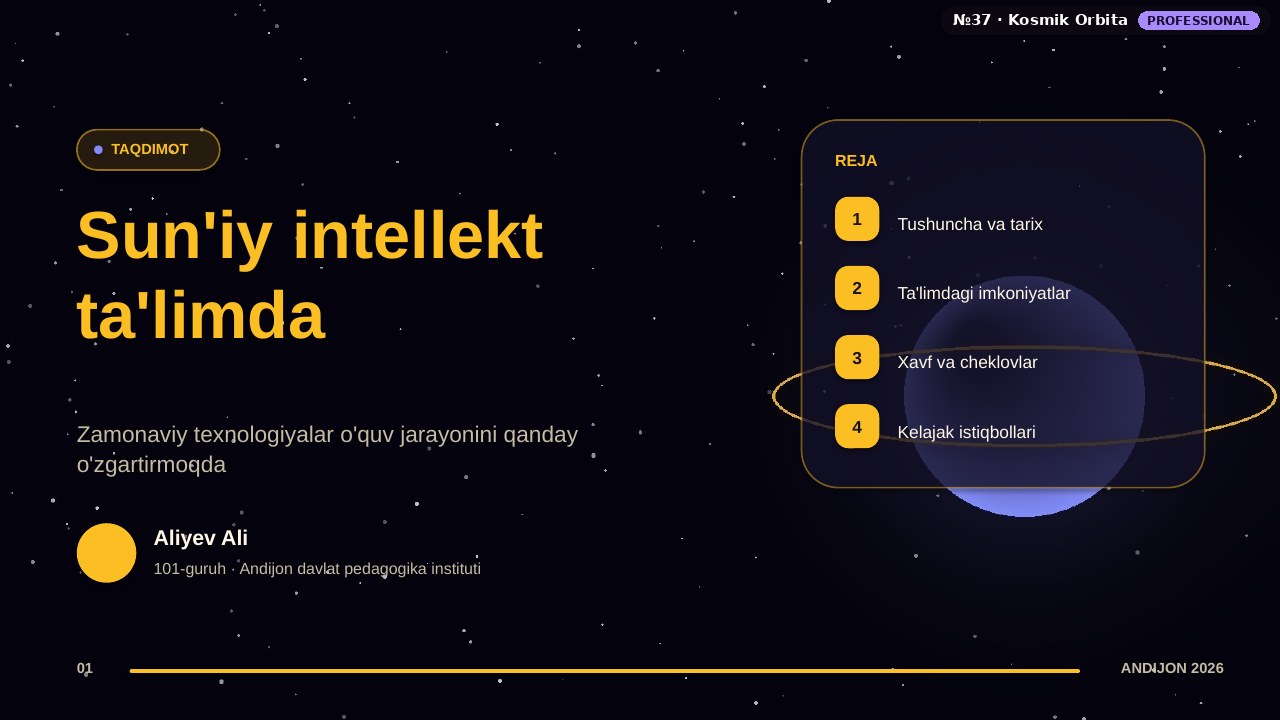 №37 · Kosmik Orbita PROFESSIONAL
TAQDIMOT
Sun'iy intellekt
ta'limda
Zamonaviy texnologiyalar o'quv jarayonini qanday
o'zgartirmoqda
Aliyev Ali
101-guruh · Andijon davlat pedagogika instituti
REJA
1 Tushuncha va tarix
2 Ta'limdagi imkoniyatlar
3 Xavf va cheklovlar
4 Kelajak istiqbollari
01
ANDIJON 2026